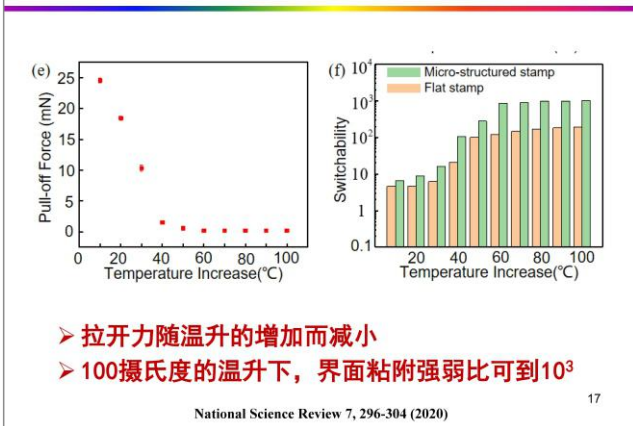 (e)
25
20
15
10
5
0
Pull-off Force (mN)
0 20 40 60 80 100
Temperature Increase(℃)
(f)
10⁴
10³
10²
10
1
0.1
Switchability
Micro-structured stamp
Flat stamp
20 40 60 80 100
Temperature Increase(℃)
➢ 拉开力随温升的增加而减小
➢ 100摄氏度的温升下，界面粘附强弱比可到10³
17
National Science Review 7, 296-304 (2020)